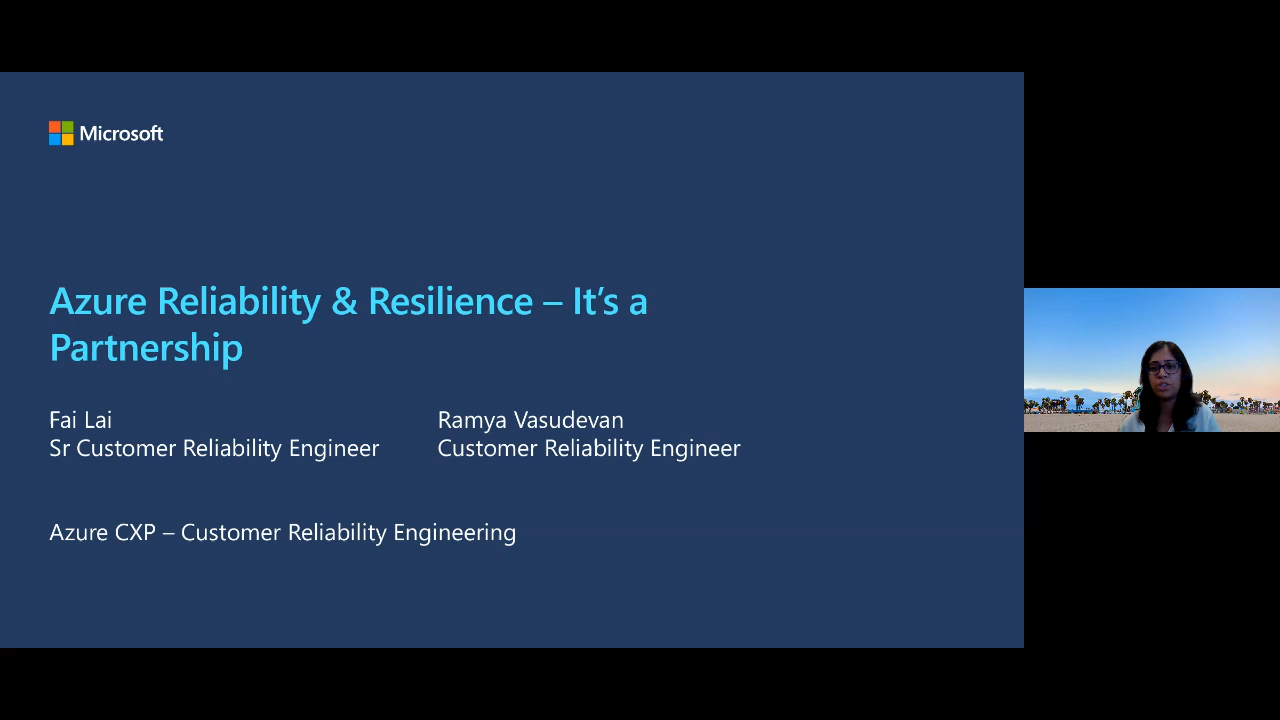 Microsoft
Azure Reliability & Resilience – It’s a
Partnership
Fai Lai
Sr Customer Reliability Engineer
Ramya Vasudevan
Customer Reliability Engineer
Azure CXP – Customer Reliability Engineering